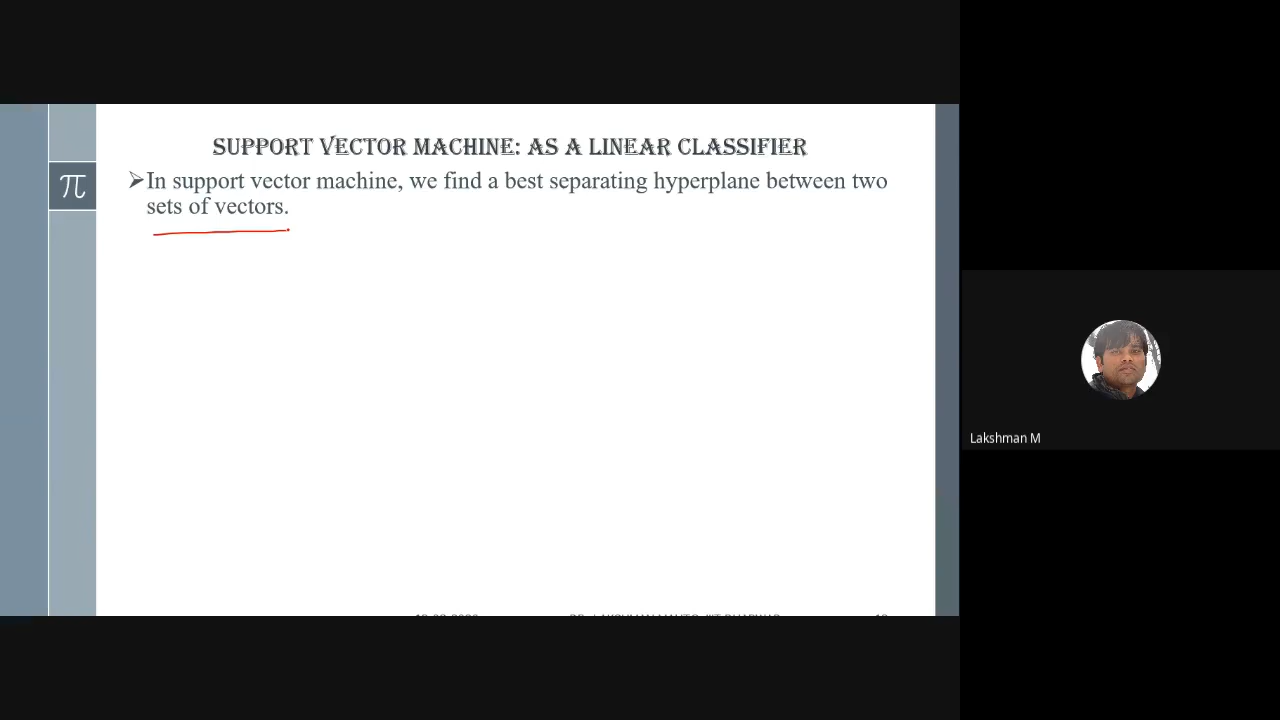 SUPPORT VECTOR MACHINE: AS A LINEAR CLASSIFIER
π
➢In support vector machine, we find a best separating hyperplane between two
sets of vectors.
Lakshman M